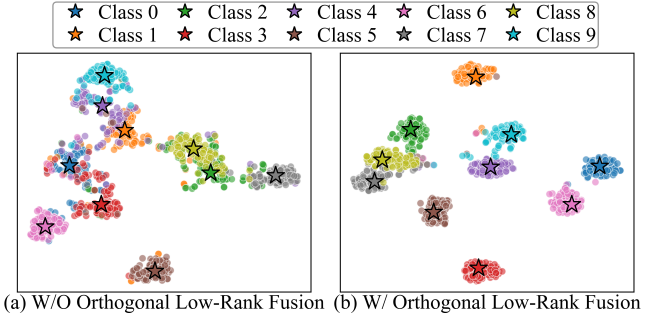 Class 0 Class 2 Class 4 Class 6 Class 8
Class 1 Class 3 Class 5 Class 7 Class 9
(a) W/O Orthogonal Low-Rank Fusion (b) W/ Orthogonal Low-Rank Fusion